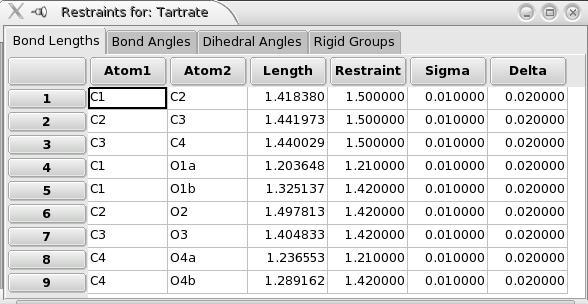 Restraints for: Tartrate
Bond Lengths Bond Angles Dihedral Angles Rigid Groups
Atom1 Atom2 Length Restraint Sigma Delta
1 C1 C2 1.418380 1.500000 0.010000 0.020000
2 C2 C3 1.441973 1.500000 0.010000 0.020000
3 C3 C4 1.440029 1.500000 0.010000 0.020000
4 C1 O1a 1.203648 1.210000 0.010000 0.020000
5 C1 O1b 1.325137 1.420000 0.010000 0.020000
6 C2 O2 1.497813 1.420000 0.010000 0.020000
7 C3 O3 1.404833 1.420000 0.010000 0.020000
8 C4 O4a 1.236553 1.210000 0.010000 0.020000
9 C4 O4b 1.289162 1.420000 0.010000 0.020000